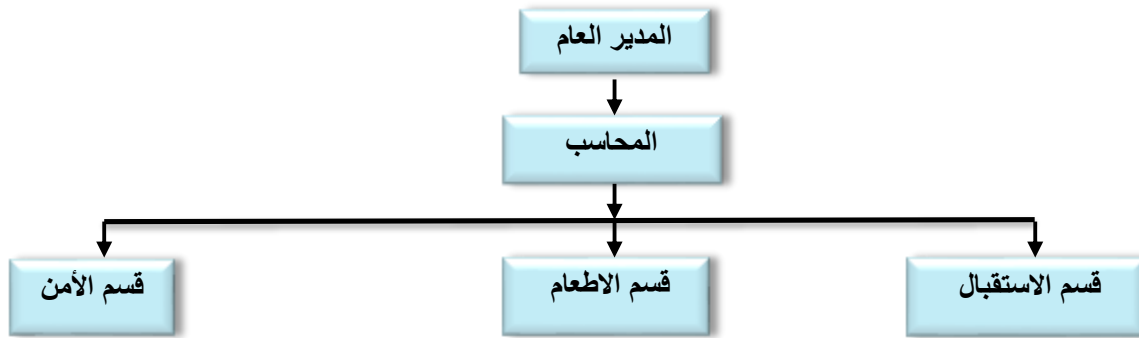 المدير العام
المحاسب
قسم الاستقبال
قسم الاطعام
قسم الأمن